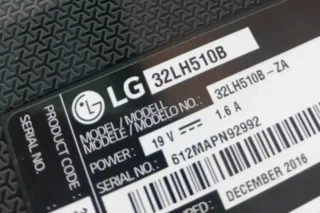 LG 32LH510B
MODEL / MODELL
MODELE / MODELO NO.: 32LH510B-ZA
POWER: 19 V 1.6 A
SERIAL NO.: 612MAPN92992
DECEMBER 2016
PRODUCT CODE:
SERIAL NO.: